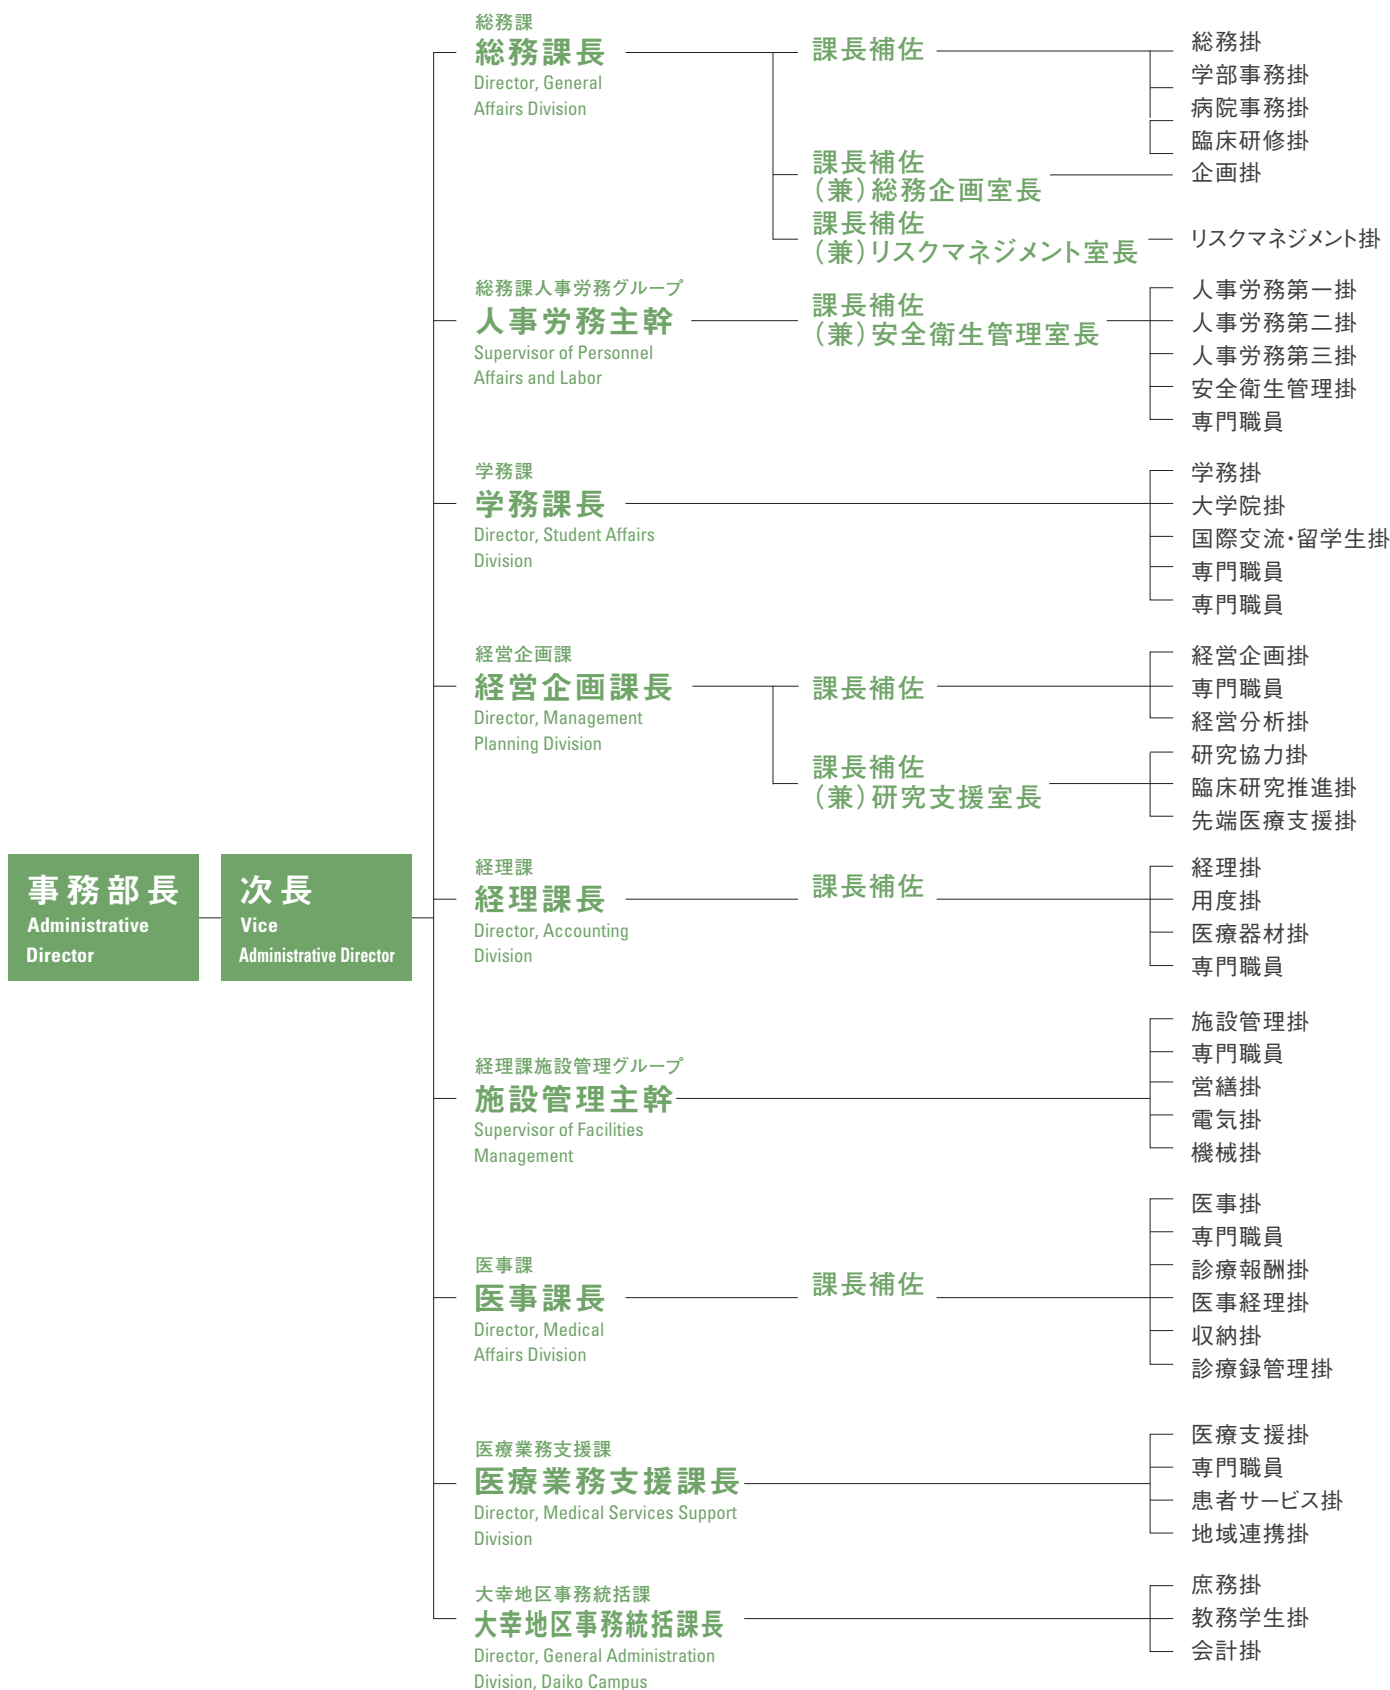 事務部長
Administrative
Director
次長
Vice
Administrative Director
総務課
総務課長
Director, General
Affairs Division
課長補佐
総務掛
学部事務掛
病院事務掛
臨床研修掛
課長補佐
（兼）総務企画室長
企画掛
課長補佐
（兼）リスクマネジメント室長
リスクマネジメント掛
総務課人事労務グループ
人事労務主幹
Supervisor of Personnel
Affairs and Labor
課長補佐
（兼）安全衛生管理室長
人事労務第一掛
人事労務第二掛
人事労務第三掛
安全衛生管理掛
専門職員
学務課
学務課長
Director, Student Affairs
Division
学務掛
大学院掛
国際交流・留学生掛
専門職員
専門職員
経営企画課
経営企画課長
Director, Management
Planning Division
課長補佐
経営企画掛
専門職員
経営分析掛
課長補佐
（兼）研究支援室長
研究協力掛
臨床研究推進掛
先端医療支援掛
経理課
経理課長
Director, Accounting
Division
課長補佐
経理掛
用度掛
医療器材掛
専門職員
経理課施設管理グループ
施設管理主幹
Supervisor of Facilities
Management
施設管理掛
専門職員
営繕掛
電気掛
機械掛
医事課
医事課長
Director, Medical
Affairs Division
課長補佐
医事掛
専門職員
診療報酬掛
医事経理掛
収納掛
診療録管理掛
医療業務支援課
医療業務支援課長
Director, Medical Services Support
Division
医療支援掛
専門職員
患者サービス掛
地域連携掛
大幸地区事務統括課
大幸地区事務統括課長
Director, General Administration
Division, Daiko Campus
庶務掛
教務学生掛
会計掛